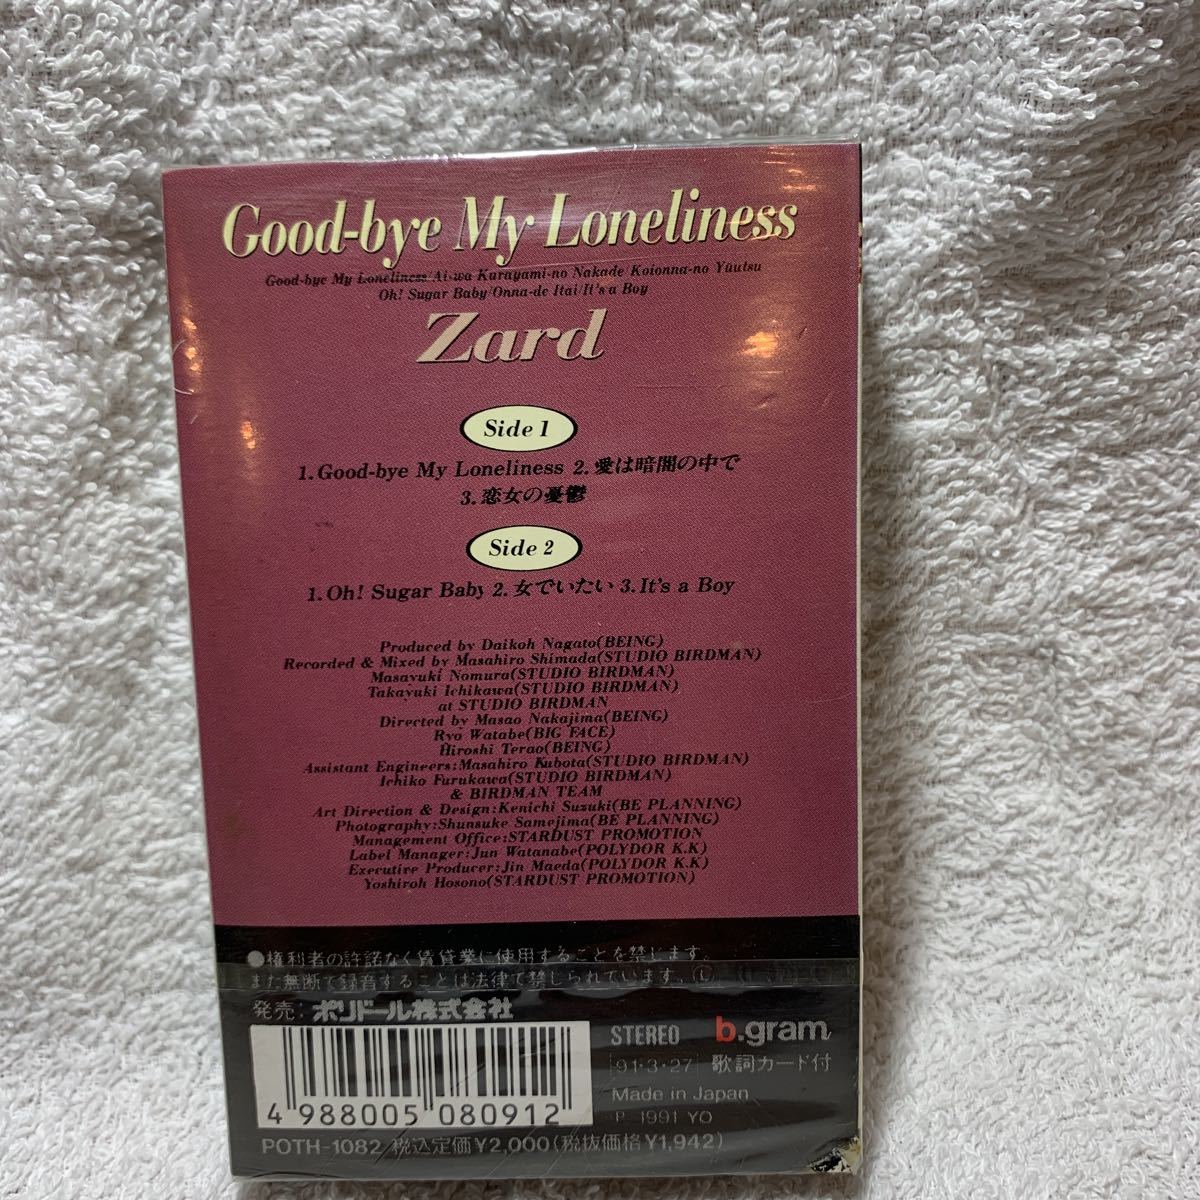 Good-bye My Loneliness
Good-bye My Loneliness Ai-wa Kurayami-no Nakade Koionna-no Yüutsu
Oh! Sugar Baby/Onna-de Itai/It's a Boy
Zard
Side 1
1.Good-bye My Loneliness 2.愛は暗闇の中で
3.恋女の憂鬱
Side 2
1.Oh! Sugar Baby 2.女でいたい 3.It's a Boy
Produced by Daikoh Nagato(BEING)
Recorded & Mixed by Masahiro Shimada(STUDIO BIRDMAN)
Masayuki Nomura(STUDIO BIRDMAN)
Takayuki Ichikawa(STUDIO BIRDMAN)
at STUDIO BIRDMAN
Directed by Masao Nakajima(BEING)
Ryo Watabe(BIG FACE)
Hiroshi Terao(BEING)
Assistant Engineers:Masahiro Kubota(STUDIO BIRDMAN)
Ichiko Furukawa(STUDIO BIRDMAN)
& BIRDMAN TEAM
Art Direction & Design:Kenichi Suzuki(BE PLANNING)
Photography:Shunsuke Samejima(BE PLANNING)
Management Office:STARDUST PROMOTION
Label Manager:Jun Watanabe(POLYDOR K.K)
Executive Producer:Jin Maeda(POLYDOR K.K)
Yoshiroh Hosono(STARDUST PROMOTION)
●権利者の許諾なく賃貸業に使用することを禁じます。
また無断で録音することは法律で禁じられています。Ⓛ
発売:ポリドール株式会社
STEREO b.gram
'91・3・27 歌詞カード付
Made in Japan
P 1991 YO
4 988005 080912
POTH-1082 税込定価¥2,000(税抜価格¥1,942)